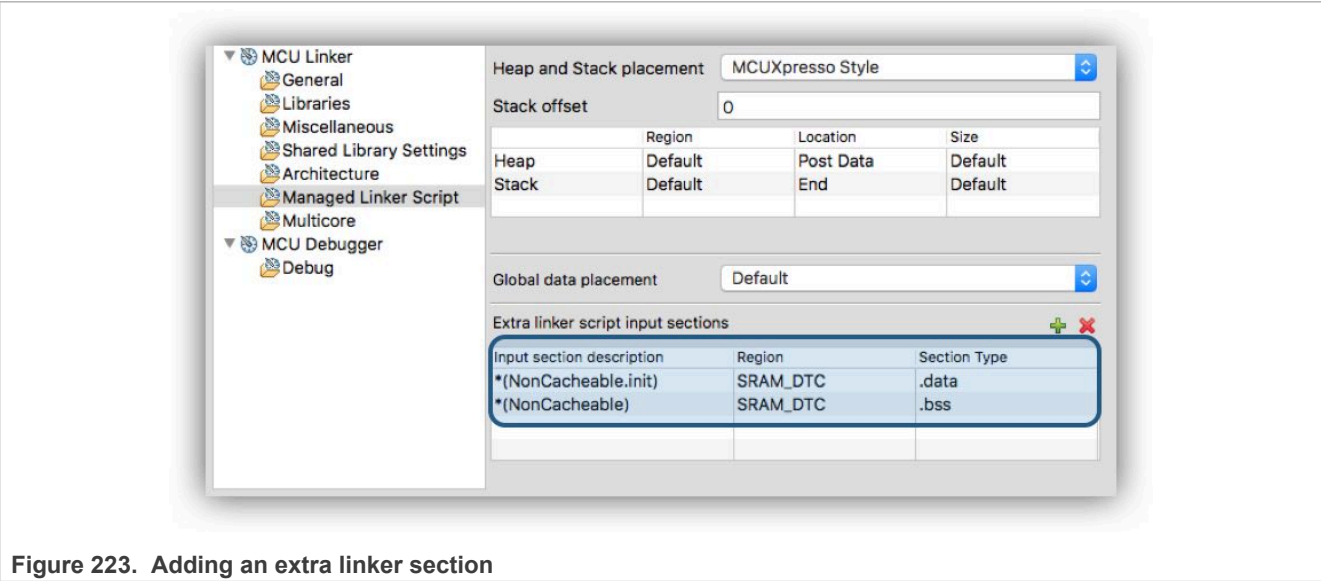 MCU Linker
General
Libraries
Miscellaneous
Shared Library Settings
Architecture
Managed Linker Script
Multicore
MCU Debugger
Debug
Heap and Stack placement MCUXpresso Style
Stack offset 0
Region Location Size
Heap Default Post Data Default
Stack Default End Default
Global data placement Default
Extra linker script input sections
Input section description Region Section Type
*(NonCacheable.init) SRAM_DTC .data
*(NonCacheable) SRAM_DTC .bss
Figure 223. Adding an extra linker section